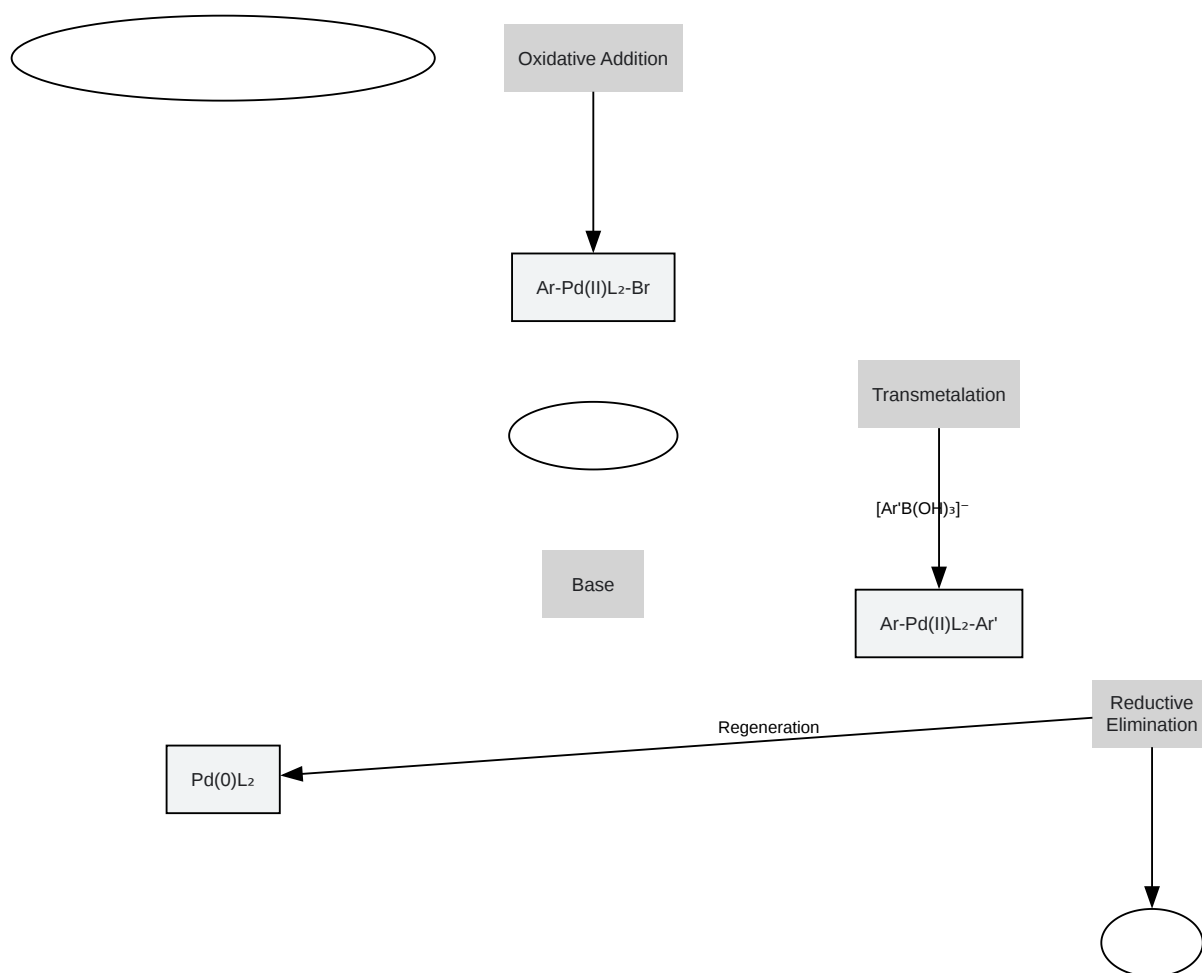 Oxidative Addition
Ar-Pd(II)L₂-Br
Transmetalation
[Ar'B(OH)₃]⁻
Base
Ar-Pd(II)L₂-Ar'
Reductive
Elimination
Regeneration
Pd(0)L₂